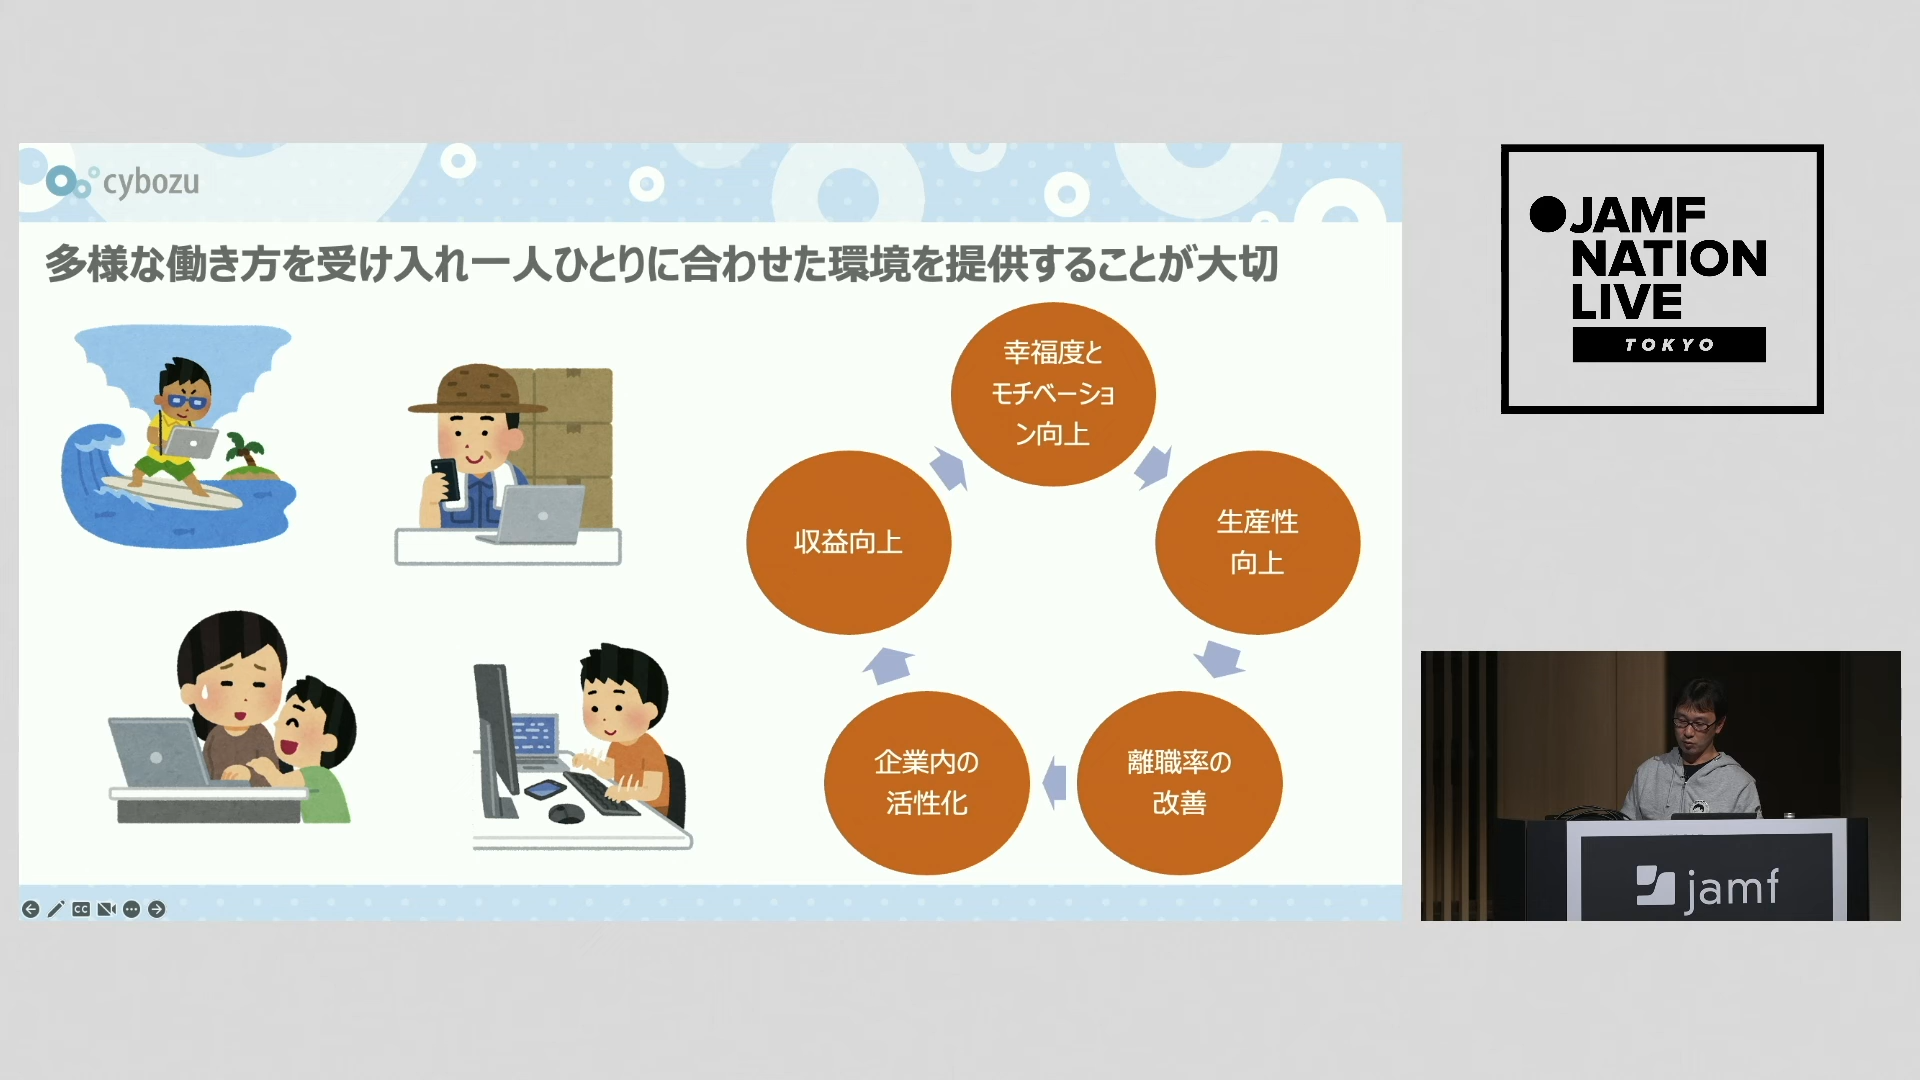 cybozu
多様な働き方を受け入れ一人ひとりに合わせた環境を提供することが大切
幸福度と
モチベーショ
ン向上
生産性
向上
離職率の
改善
企業内の
活性化
収益向上
CC
JAMF
NATION
LIVE
TOKYO
jamf